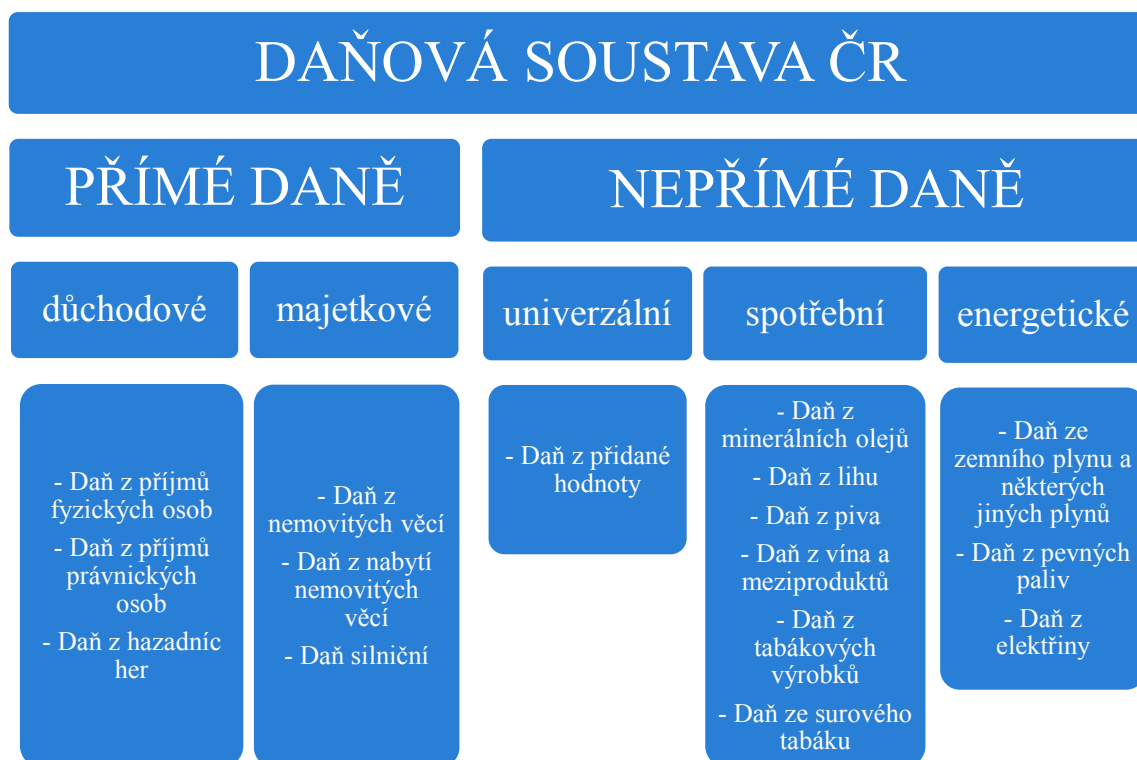 DAŇOVÁ SOUSTAVA ČR
PŘÍMÉ DANĚ
NEPŘÍMÉ DANĚ
důchodové
majetkové
univerzální
spotřební
energetické
- Daň z příjmů
fyzických osob
- Daň z příjmů
právnických
osob
- Daň z hazadníc
her
- Daň z
nemovitých věcí
- Daň z nabytí
nemovitých
věcí
- Daň silniční
- Daň z přidané
hodnoty
- Daň z
minerálních olejů
- Daň z lihu
- Daň z piva
- Daň z vína a
meziproduktů
- Daň z
tabákových
výrobků
- Daň ze surového
tabáku
- Daň ze
zemního plynu a
některých
jiných plynů
- Daň z pevných
paliv
- Daň z
elektřiny